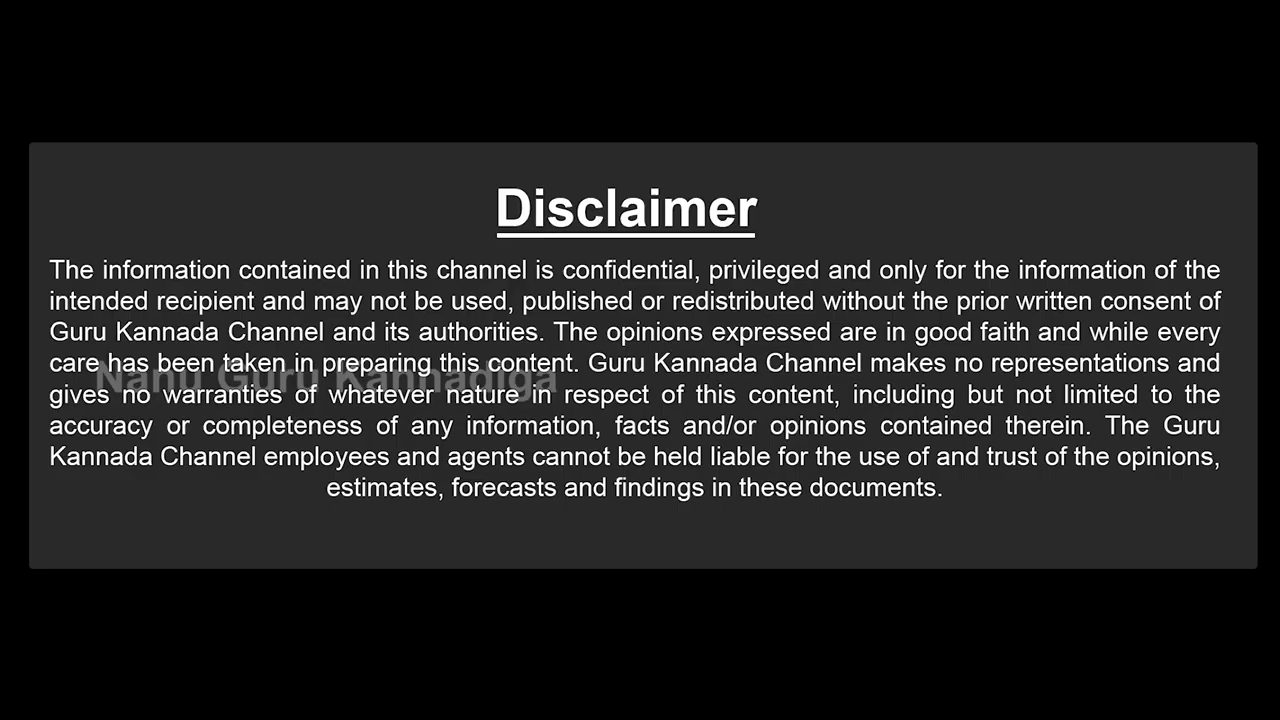 Disclaimer
The information contained in this channel is confidential, privileged and only for the information of the
intended recipient and may not be used, published or redistributed without the prior written consent of
Guru Kannada Channel and its authorities. The opinions expressed are in good faith and while every
care has been taken in preparing this content. Guru Kannada Channel makes no representations and
Nanu Guru Kannadiga
gives no warranties of whatever nature in respect of this content, including but not limited to the
accuracy or completeness of any information, facts and/or opinions contained therein. The Guru
Kannada Channel employees and agents cannot be held liable for the use of and trust of the opinions,
estimates, forecasts and findings in these documents.